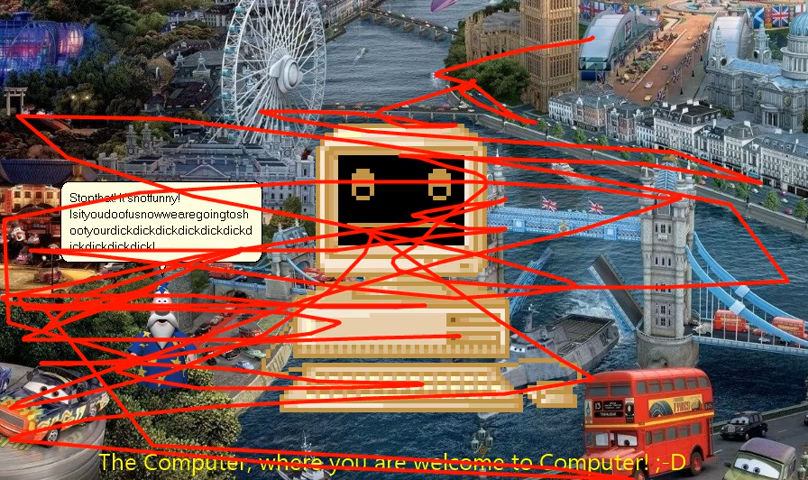 Stopthat! It'snotfunny!
Isityoudoofusnowwearegoingtosh
ootyourdickdickdickdickdickdickd
ickdickdickdick!
The Computer, where you are welcome to Computer! ;-D